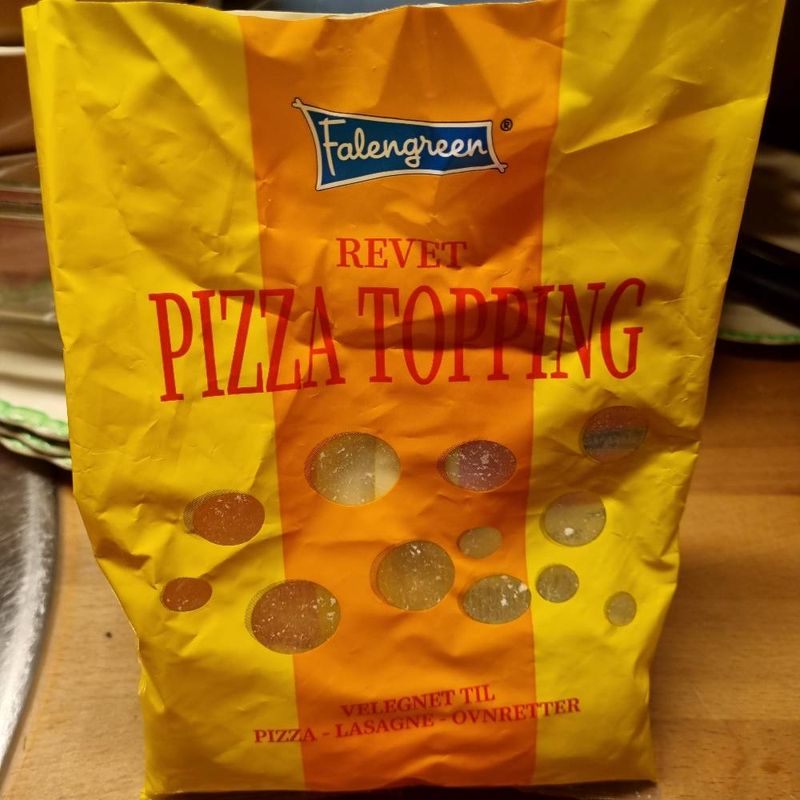 Falengreen®
REVET
PIZZA TOPPING
VELEGNET TIL
PIZZA - LASAGNE - OVNRETTER